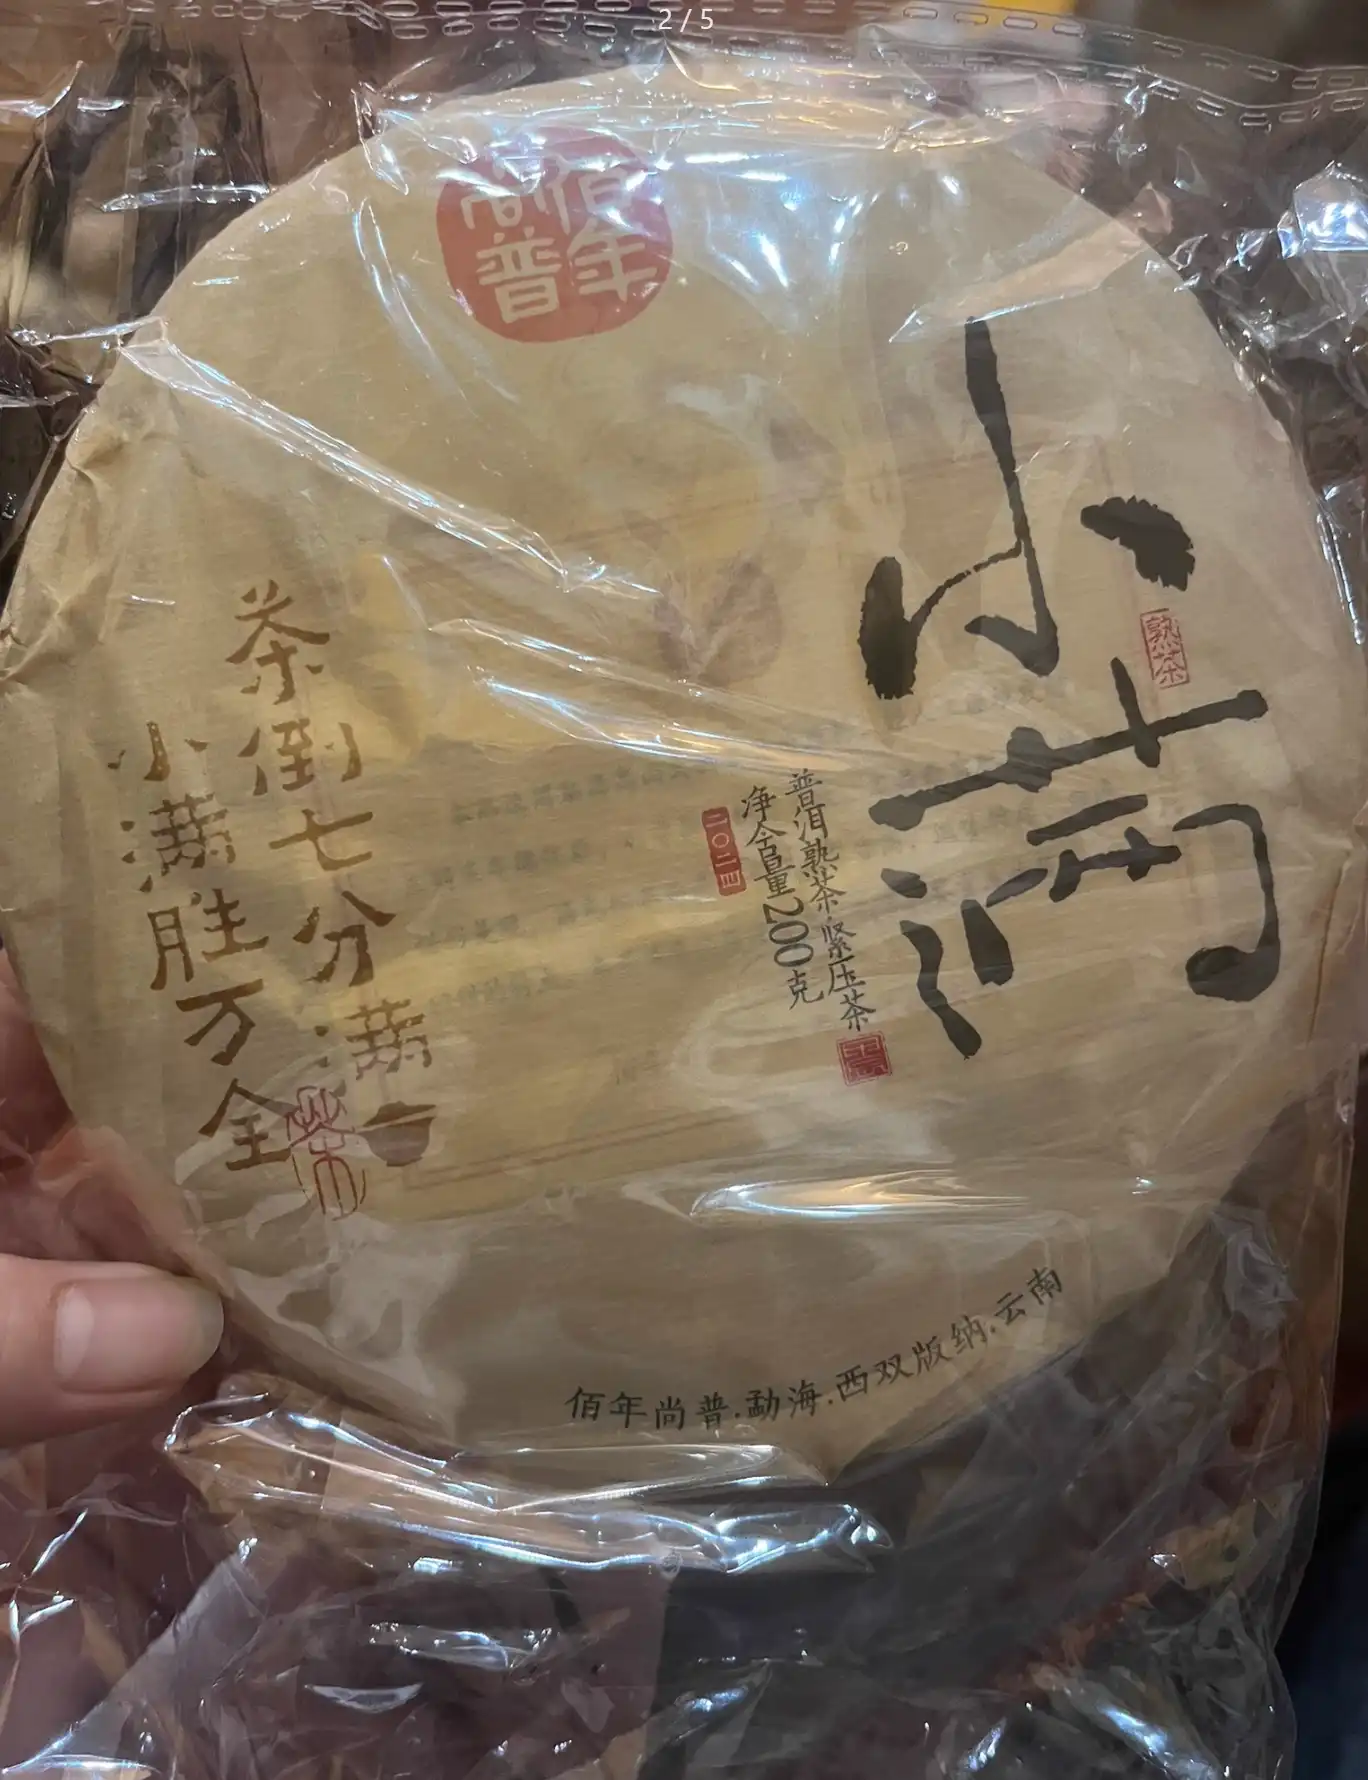 2 / 5
佰年
尚普
小满
熟茶
普洱熟茶紧压茶
净含量200克
二〇二四
茶倒七分满
小满胜万全
茶
佰年尚普.勐海.西双版纳.云南